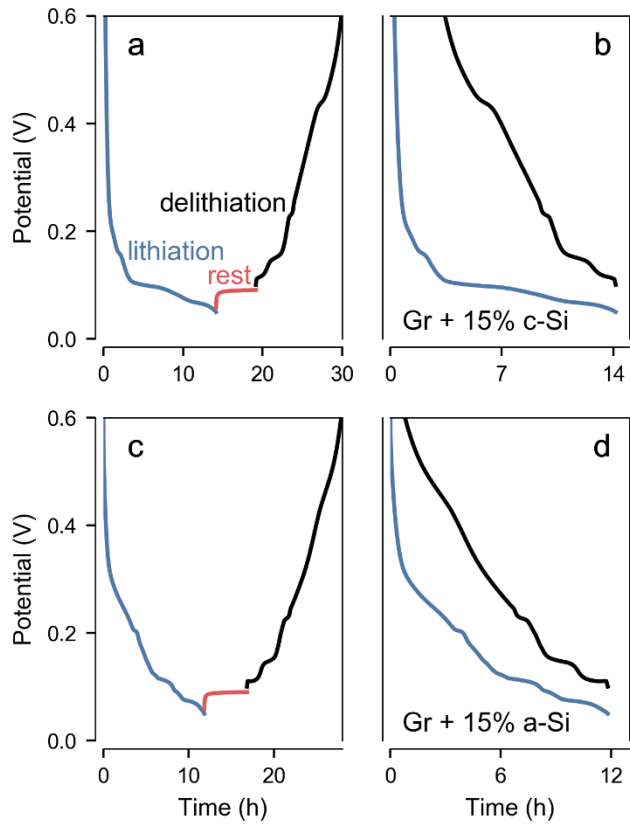 a
b
0.6
0.4
0.2
0.0
Potential (V)
delithiation
lithiation
rest
Gr + 15% c-Si
0
10
20
30
0
7
14
c
d
0.6
0.4
0.2
0.0
Potential (V)
Gr + 15% a-Si
0
10
20
0
6
12
Time (h)
Time (h)